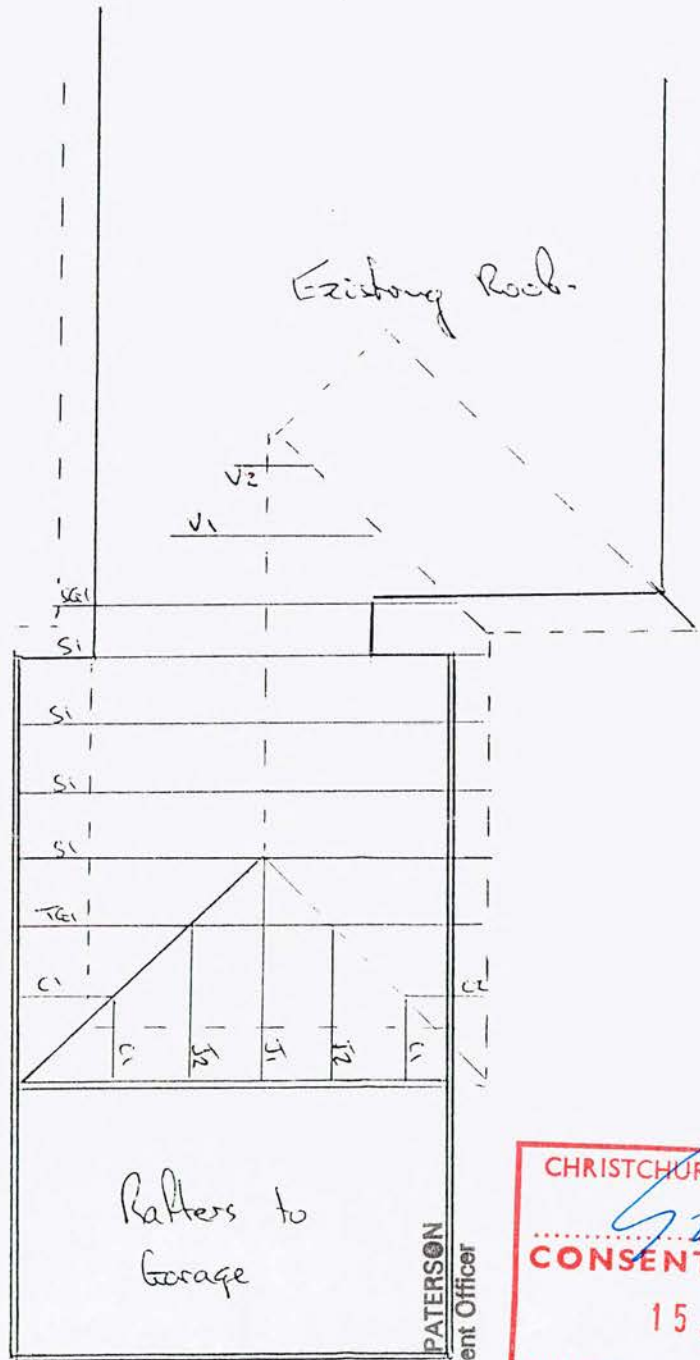 Existing Roof.
V2
V1
SG1
S1
S1
S1
S1
TG1
C1
C2
C1
J2
J1
J2
C1
Rafters to
Garage
PATERSON
ent Officer
CHRISTCHUR
CONSENT
15